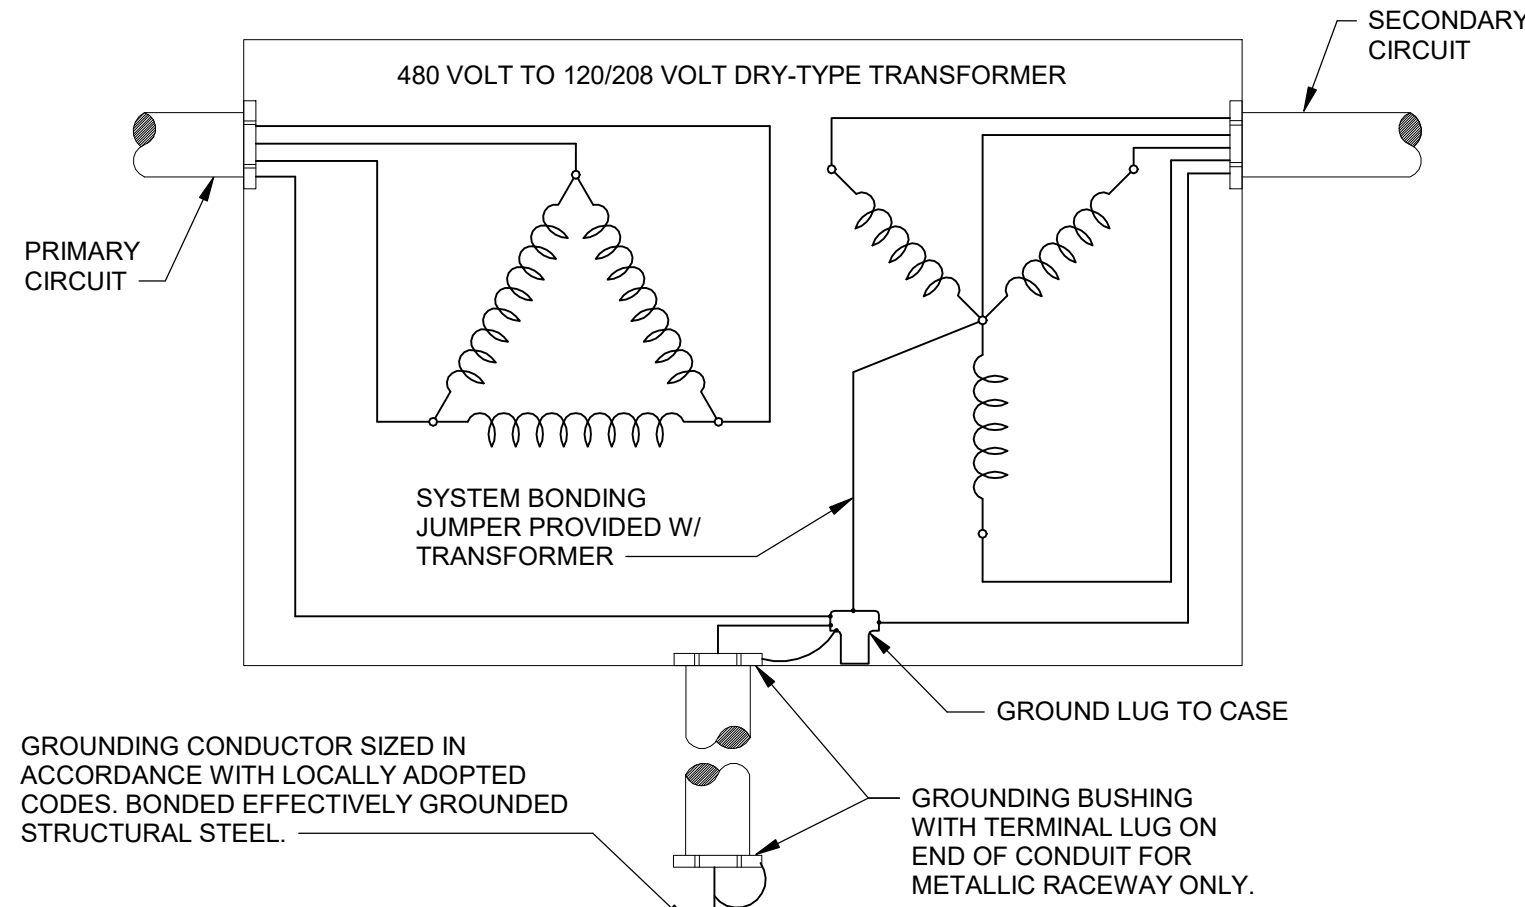 SECONDARY
CIRCUIT
480 VOLT TO 120/208 VOLT DRY-TYPE TRANSFORMER
PRIMARY
CIRCUIT
SYSTEM BONDING
JUMPER PROVIDED W/
TRANSFORMER
GROUND LUG TO CASE
GROUNDING CONDUCTOR SIZED IN
ACCORDANCE WITH LOCALLY ADOPTED
CODES. BONDED EFFECTIVELY GROUNDED
STRUCTURAL STEEL.
GROUNDING BUSHING
WITH TERMINAL LUG ON
END OF CONDUIT FOR
METALLIC RACEWAY ONLY.